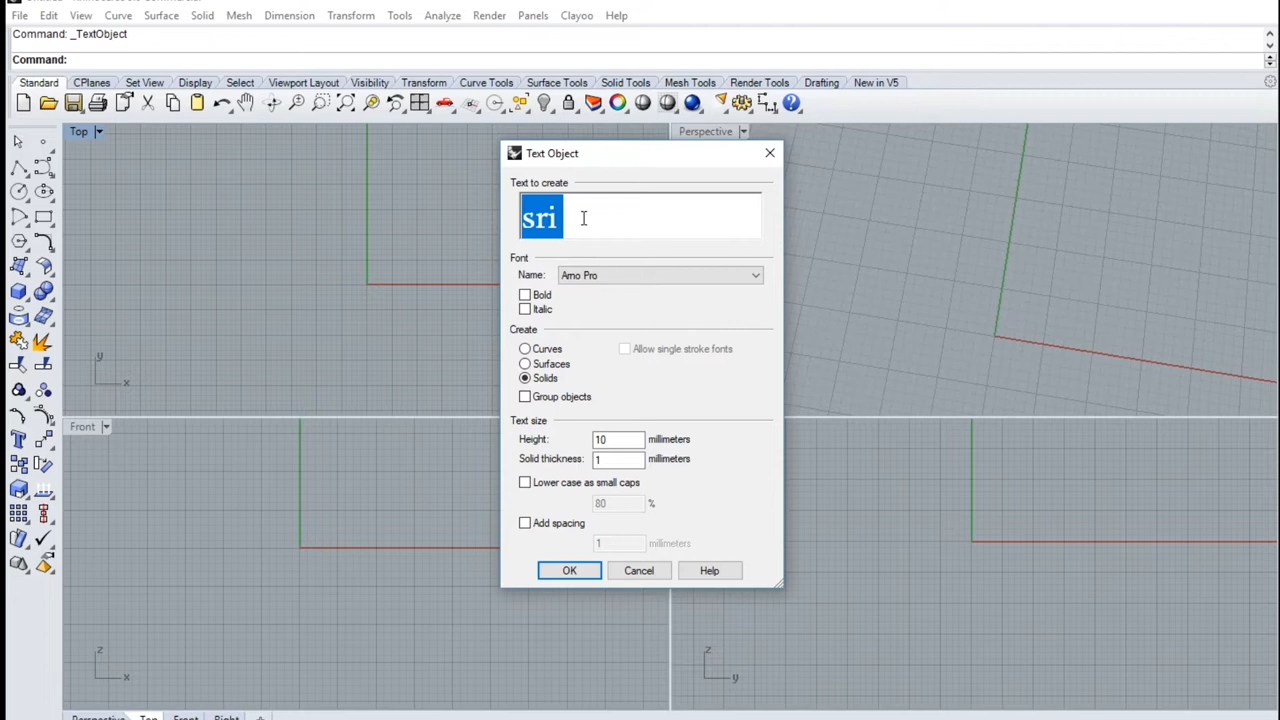 File Edit View Curve Surface Solid Mesh Dimension Transform Tools Analyze Render Panels Clayoo Help
Command: _TextObject
Command:
Standard CPlanes Set View Display Select Viewport Layout Visibility Transform Curve Tools Surface Tools Solid Tools Mesh Tools Render Tools Drafting New in V5
Top
Perspective
Text Object
Text to create
sri
Font
Name: Arno Pro
Bold
Italic
Create
Curves Allow single stroke fonts
Surfaces
Solids
Group objects
Text size
Height: 10 millimeters
Solid thickness: 1 millimeters
Lower case as small caps
80 %
Add spacing
1 millimeters
OK Cancel Help
y
x
Front
z
x
z
y
Perspective Top Front Right